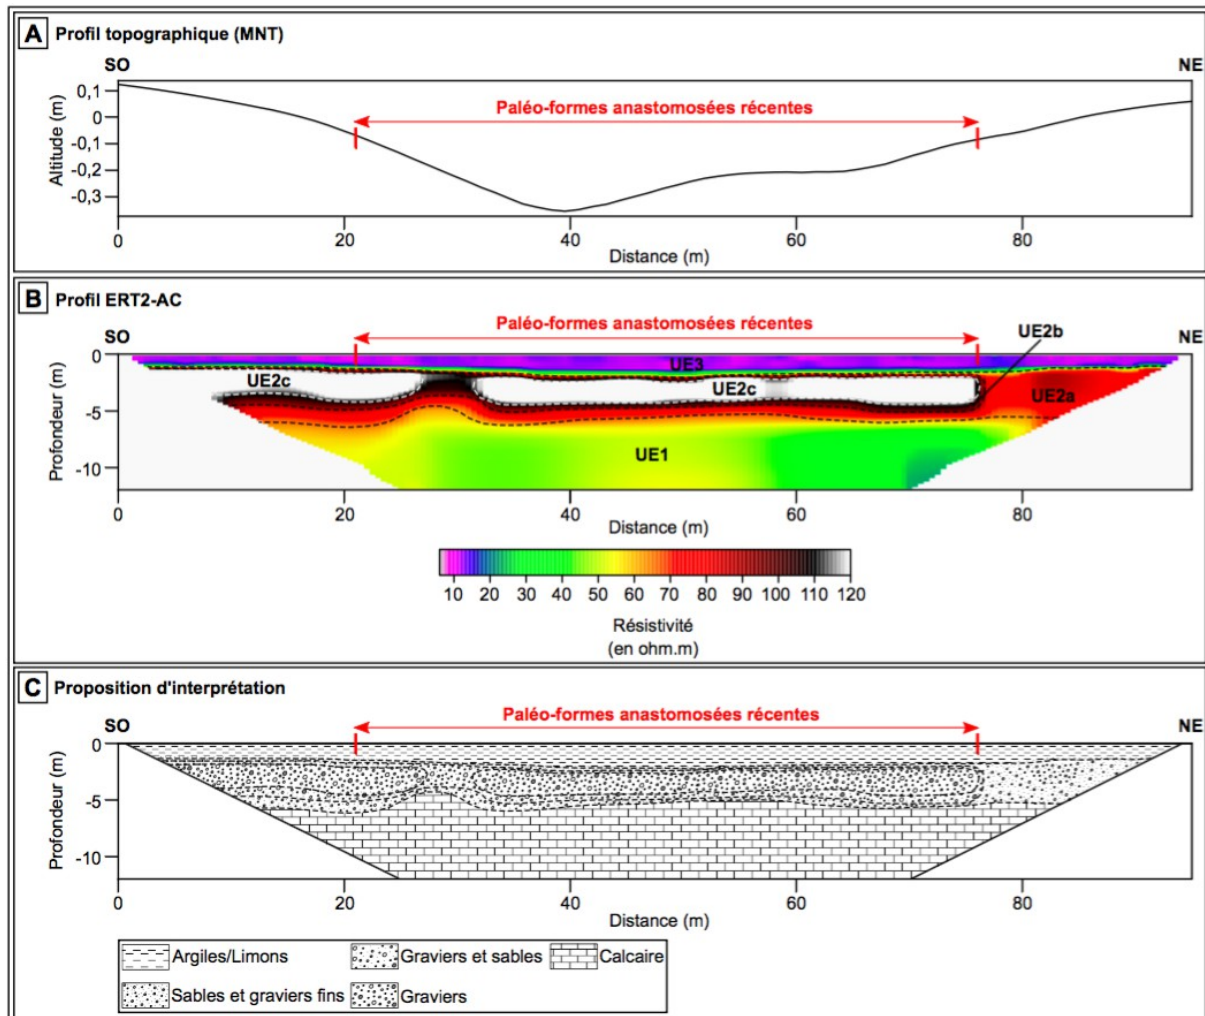 A Profil topographique (MNT)
SO NE
Paléo-formes anastomosées récentes
Altitude (m)
0,1
0
-0,1
-0,2
-0,3
0 20 40 60 80
Distance (m)
B Profil ERT2-AC
SO NE
Paléo-formes anastomosées récentes
UE2b
UE3
UE2c
UE2c
UE2a
UE1
Profondeur (m)
0
-5
-10
0 20 40 60 80
Distance (m)
10 20 30 40 50 60 70 80 90 100 110 120
Résistivité
(en ohm.m)
C Proposition d'interprétation
SO NE
Paléo-formes anastomosées récentes
Profondeur (m)
0
-5
-10
0 20 40 60 80
Distance (m)
Argiles/Limons Graviers et sables Calcaire
Sables et graviers fins Graviers